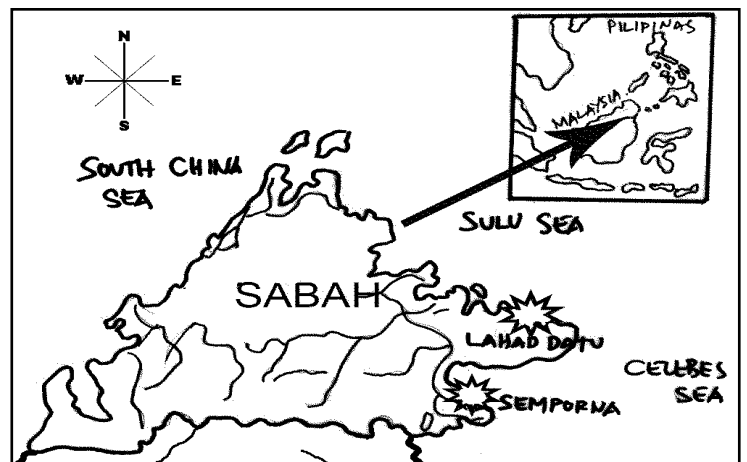 N
W E
S
PILIPINAS
MALAYSIA
SOUTH CHINA
SEA
SULU SEA
SABAH
LAHAD DATU
CELEBES
SEA
SEMPORNA